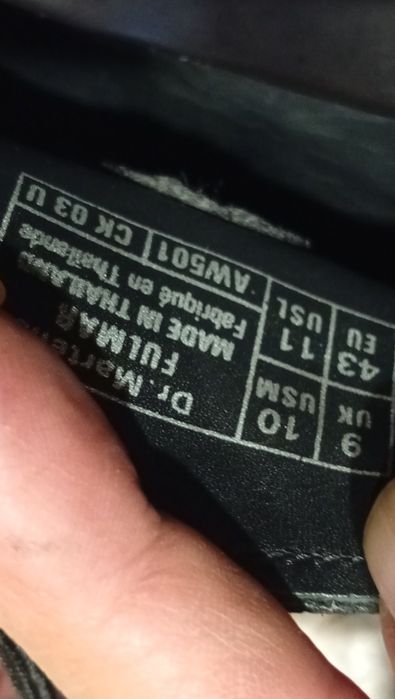 9 UK
10 USM
43 EU
11 USL
Dr.Marte
FULMAR
MADE IN THAILAND
Fabriqué en Thaïlande
AW501 CK 03 U